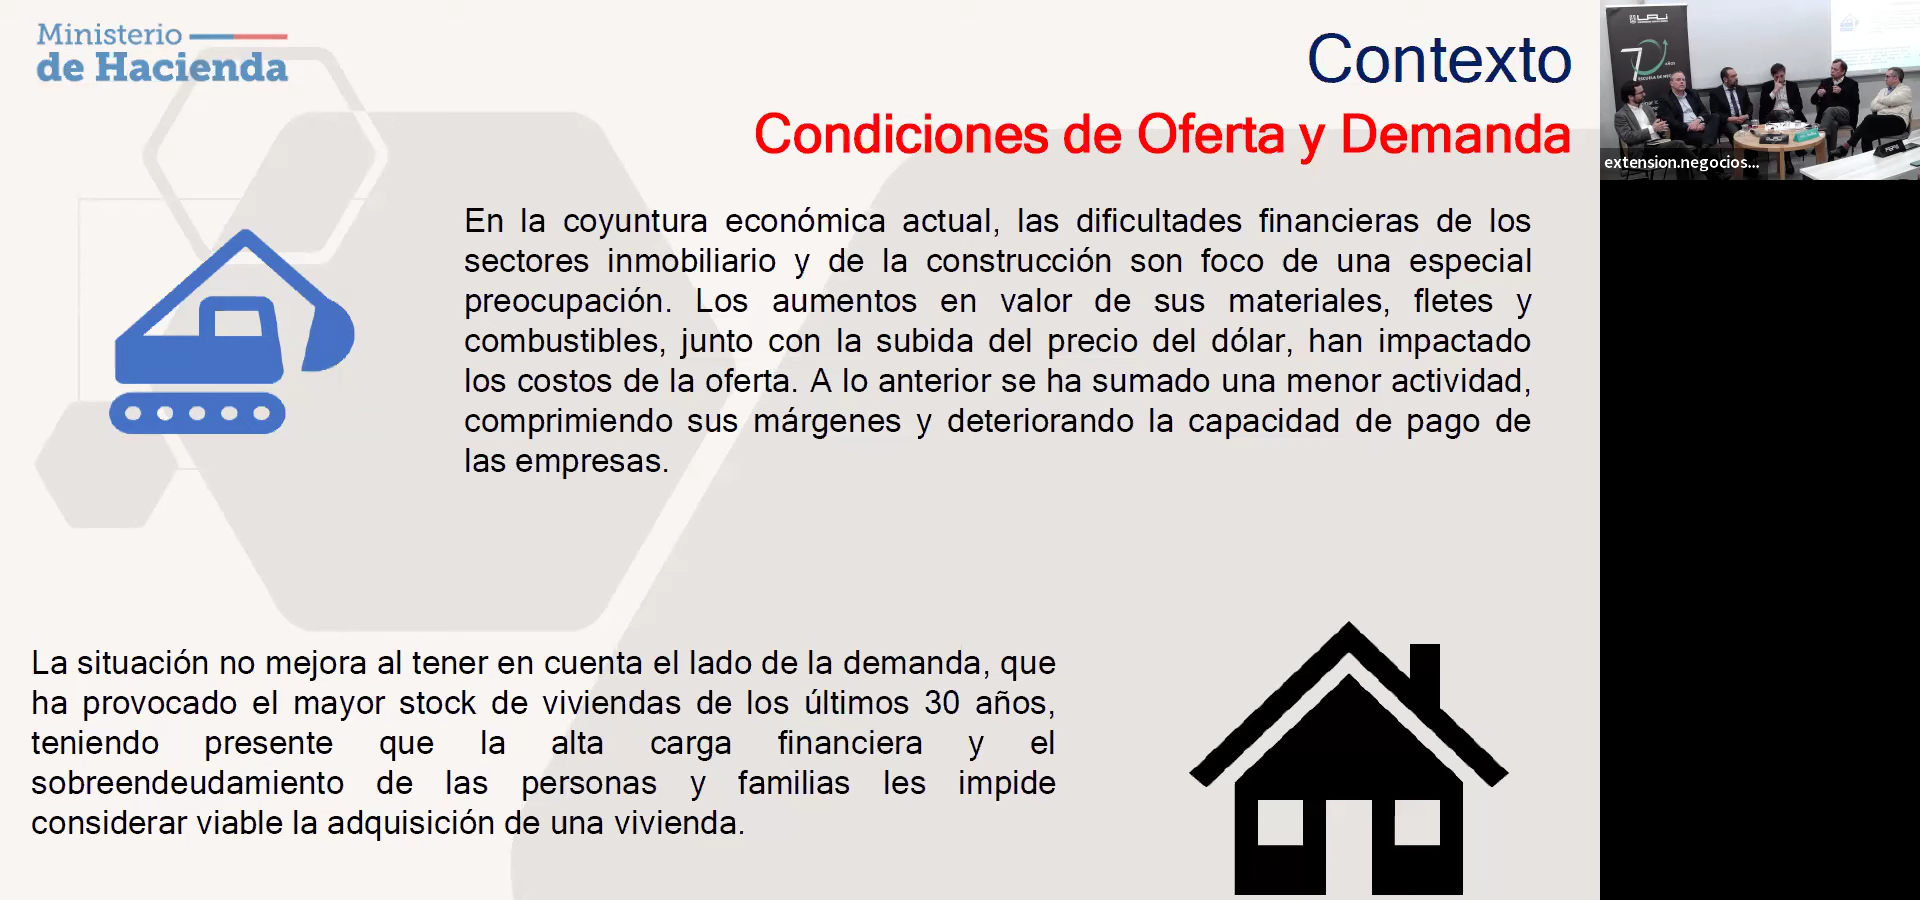 Ministerio
de Hacienda
Contexto
Condiciones de Oferta y Demanda
En la coyuntura económica actual, las dificultades financieras de los
sectores inmobiliario y de la construcción son foco de una especial
preocupación. Los aumentos en valor de sus materiales, fletes y
combustibles, junto con la subida del precio del dólar, han impactado
los costos de la oferta. A lo anterior se ha sumado una menor actividad,
comprimiendo sus márgenes y deteriorando la capacidad de pago de
las empresas.
La situación no mejora al tener en cuenta el lado de la demanda, que
ha provocado el mayor stock de viviendas de los últimos 30 años,
teniendo presente que la alta carga financiera y el
sobreendeudamiento de las personas y familias les impide
considerar viable la adquisición de una vivienda.
UAI
70
AÑOS
extension.negocios...